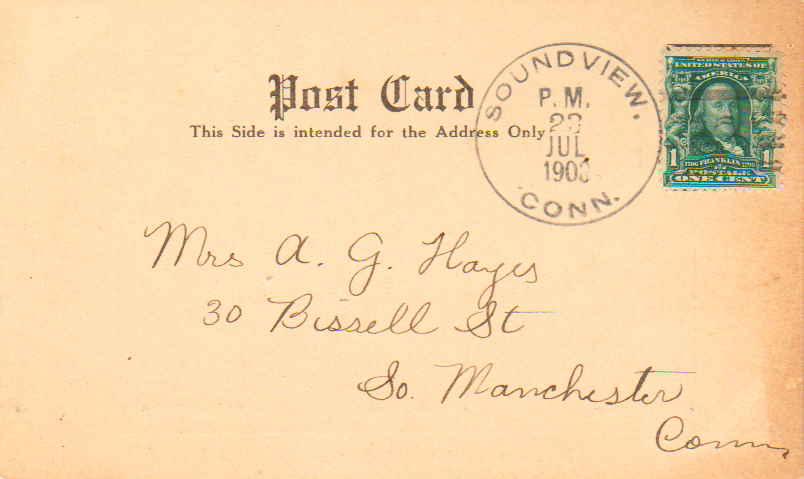 Post Card
This Side is intended for the Address Only
SOUNDVIEW.
P. M.
JUL
CONN.
UNITED STATES OF
AMERICA
1 FRANKLIN 1
POSTAGE
ONE CENT
Mrs A. G. Hayes
30 Bissell St
So. Manchester
Conn,